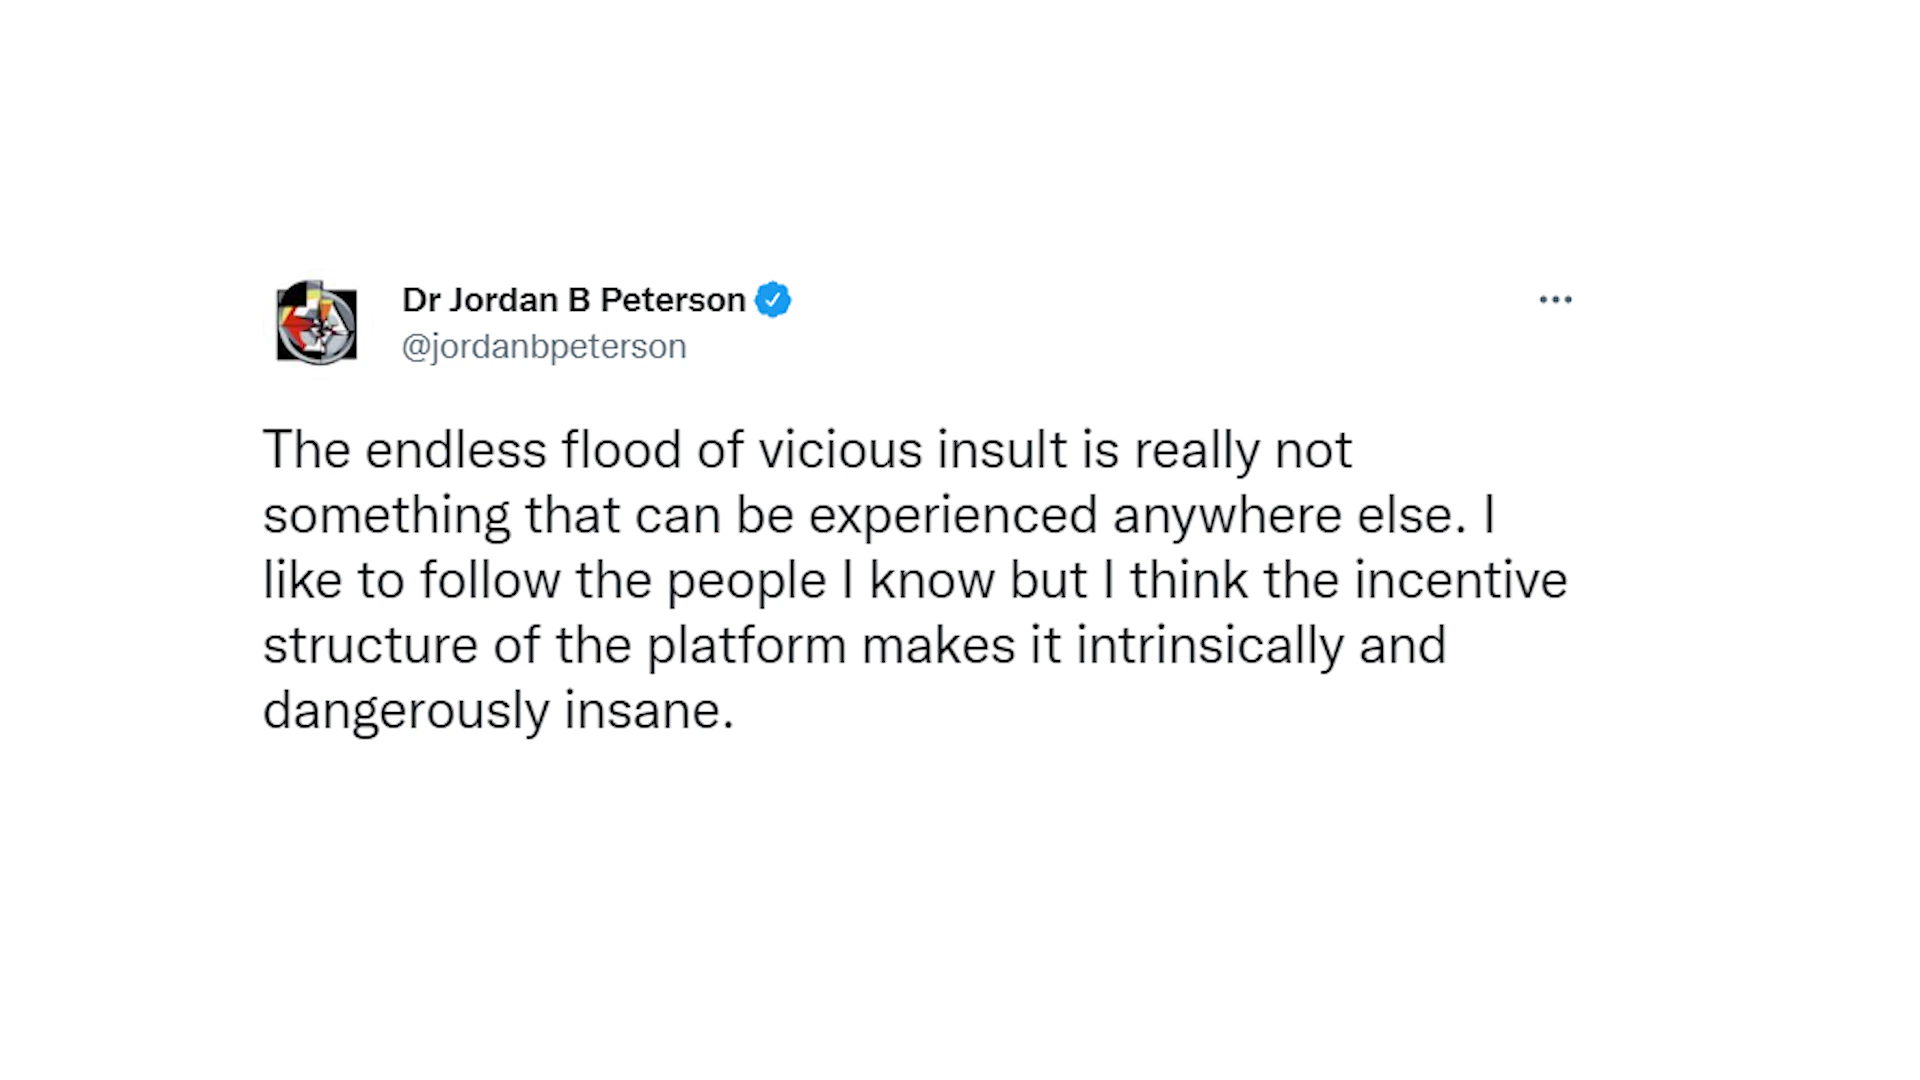 Dr Jordan B Peterson
@jordanbpeterson
The endless flood of vicious insult is really not
something that can be experienced anywhere else. I
like to follow the people I know but I think the incentive
structure of the platform makes it intrinsically and
dangerously insane.